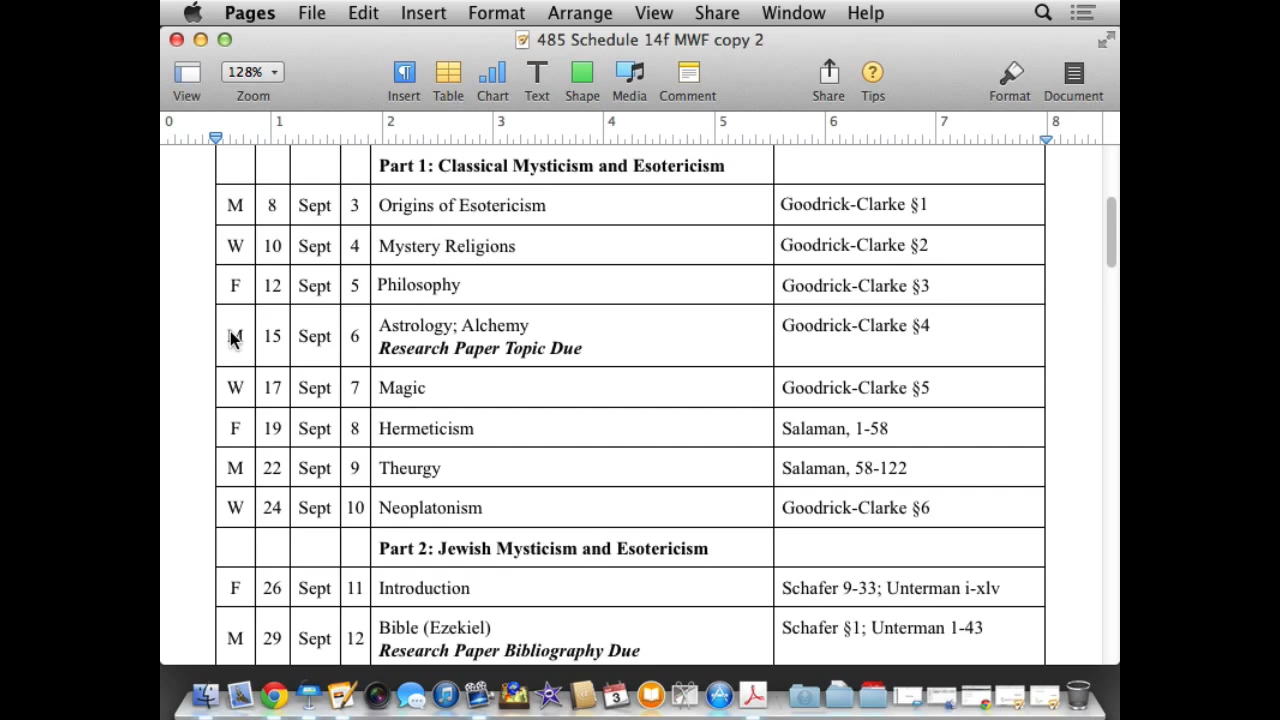 Pages File Edit Insert Format Arrange View Share Window Help
485 Schedule 14f MWF copy 2
128%
View Zoom Insert Table Chart Text Shape Media Comment Share Tips Format Document
0 1 2 3 4 5 6 7 8
Part 1: Classical Mysticism and Esotericism
M 8 Sept 3 Origins of Esotericism Goodrick-Clarke §1
W 10 Sept 4 Mystery Religions Goodrick-Clarke §2
F 12 Sept 5 Philosophy Goodrick-Clarke §3
M 15 Sept 6 Astrology; Alchemy Goodrick-Clarke §4
Research Paper Topic Due
W 17 Sept 7 Magic Goodrick-Clarke §5
F 19 Sept 8 Hermeticism Salaman, 1-58
M 22 Sept 9 Theurgy Salaman, 58-122
W 24 Sept 10 Neoplatonism Goodrick-Clarke §6
Part 2: Jewish Mysticism and Esotericism
F 26 Sept 11 Introduction Schafer 9-33; Unterman i-xlv
M 29 Sept 12 Bible (Ezekiel) Schafer §1; Unterman 1-43
Research Paper Bibliography Due
3